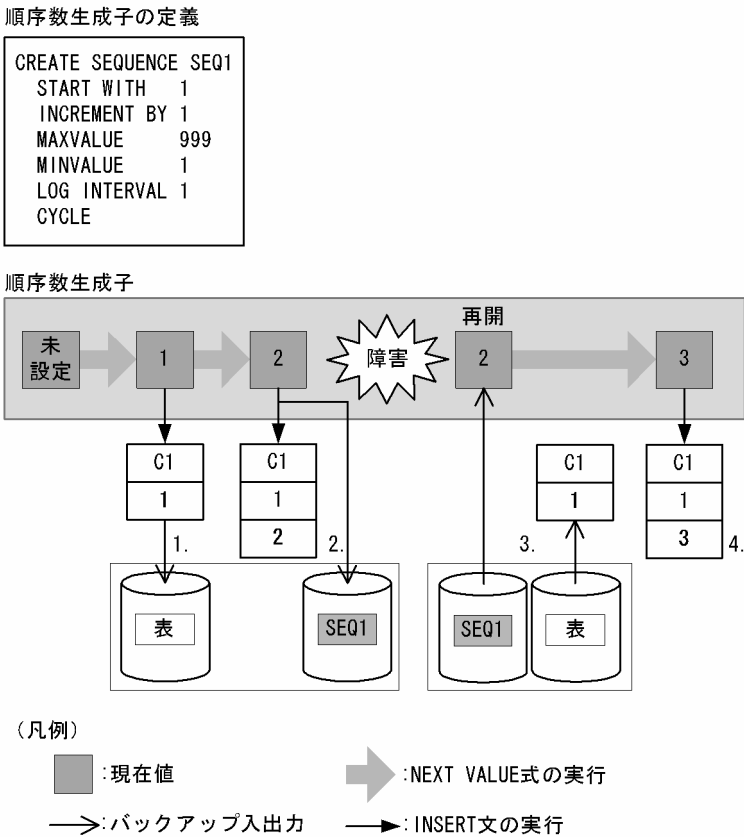 順序数生成子の定義
CREATE SEQUENCE SEQ1
START WITH 1
INCREMENT BY 1
MAXVALUE 999
MINVALUE 1
LOG INTERVAL 1
CYCLE
順序数生成子
再開
未設定
1
2
障害
2
3
C1
1
C1
1
2
C1
1
C1
1
3
1.
2.
3.
4.
表
SEQ1
SEQ1
表
(凡例)
:現在値
:NEXT VALUE式の実行
:バックアップ入出力
:INSERT文の実行